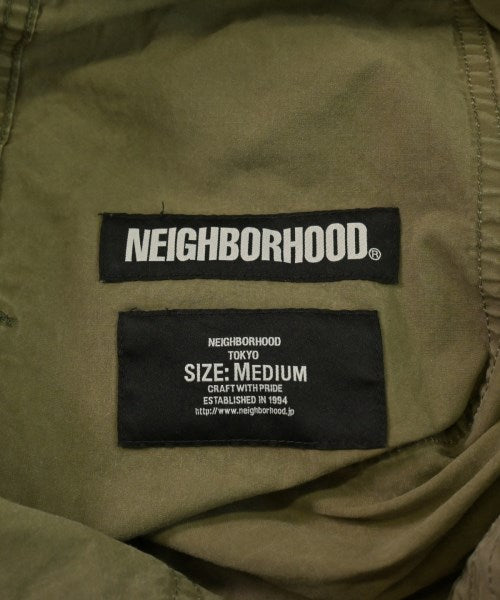 NEIGHBORHOOD®
NEIGHBORHOOD
TOKYO
SIZE: MEDIUM
CRAFT WITH PRIDE
ESTABLISHED IN 1994
http://www.neighborhood.jp